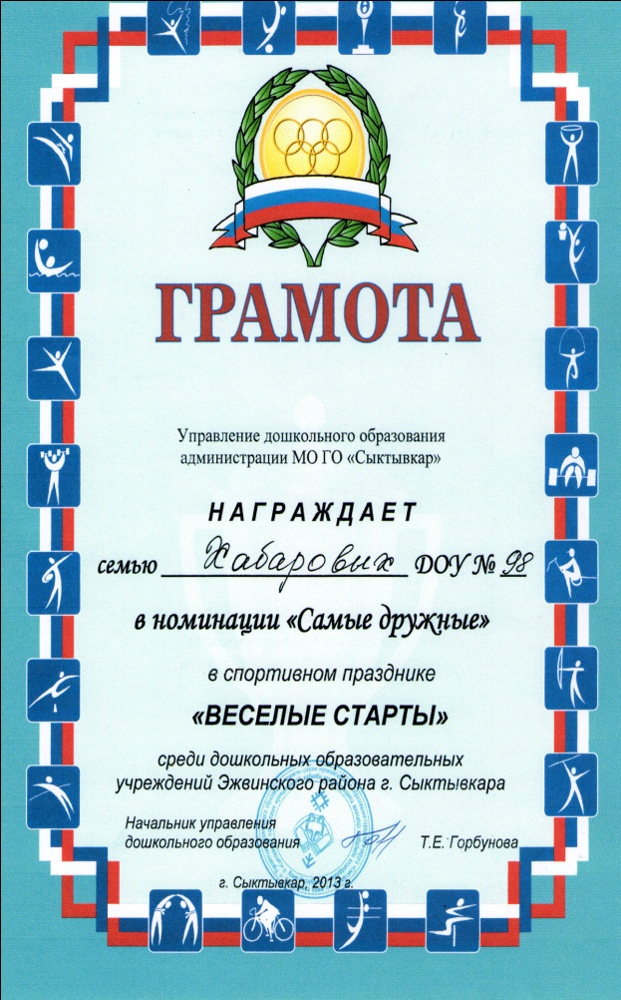 ГРАМОТА
Управление дошкольного образования
администрации МО ГО «Сыктывкар»
НАГРАЖДАЕТ
семью Хабаровых ДОУ № 98
в номинации «Самые дружные»
в спортивном празднике
«ВЕСЕЛЫЕ СТАРТЫ»
среди дошкольных образовательных
учреждений Эжвинского района г. Сыктывкара
Начальник управления
дошкольного образования Т.Е. Горбунова
г. Сыктывкар, 2013 г.